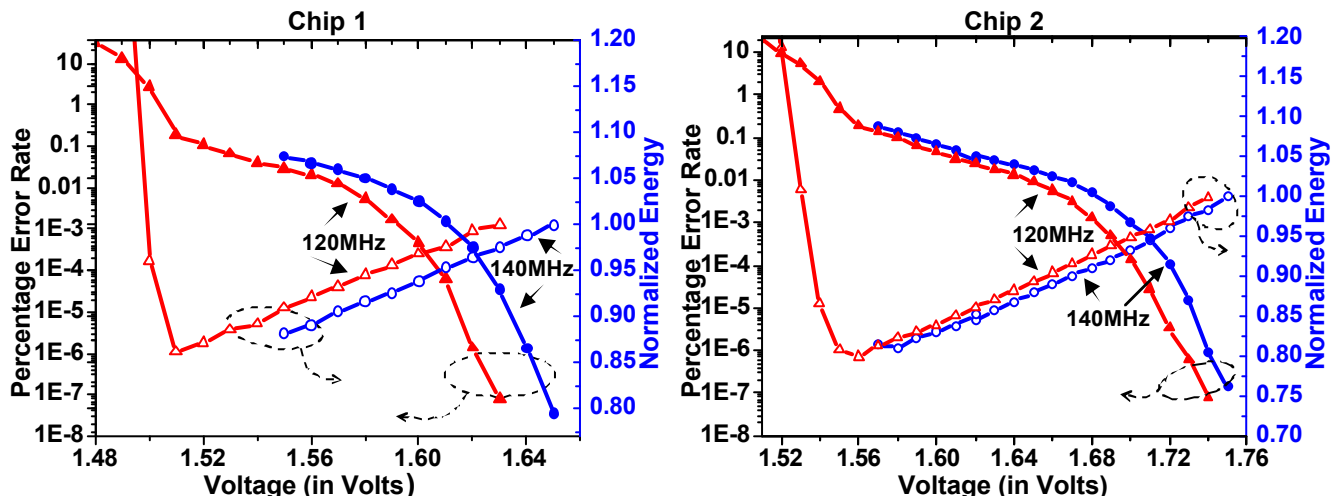 Chip 1
Percentage Error Rate
10
1
0.1
0.01
1E-3
1E-4
1E-5
1E-6
1E-7
1E-8
120MHz
140MHz
1.20
1.15
1.10
1.05
1.00
0.95
0.90
0.85
0.80
Normalized Energy
1.48
1.52
1.56
1.60
1.64
Voltage (in Volts)
Chip 2
Percentage Error Rate
10
1
0.1
0.01
1E-3
1E-4
1E-5
1E-6
1E-7
1E-8
120MHz
140MHz
1.20
1.15
1.10
1.05
1.00
0.95
0.90
0.85
0.80
0.75
0.70
Normalized Energy
1.52
1.56
1.60
1.64
1.68
1.72
1.76
Voltage (in Volts)